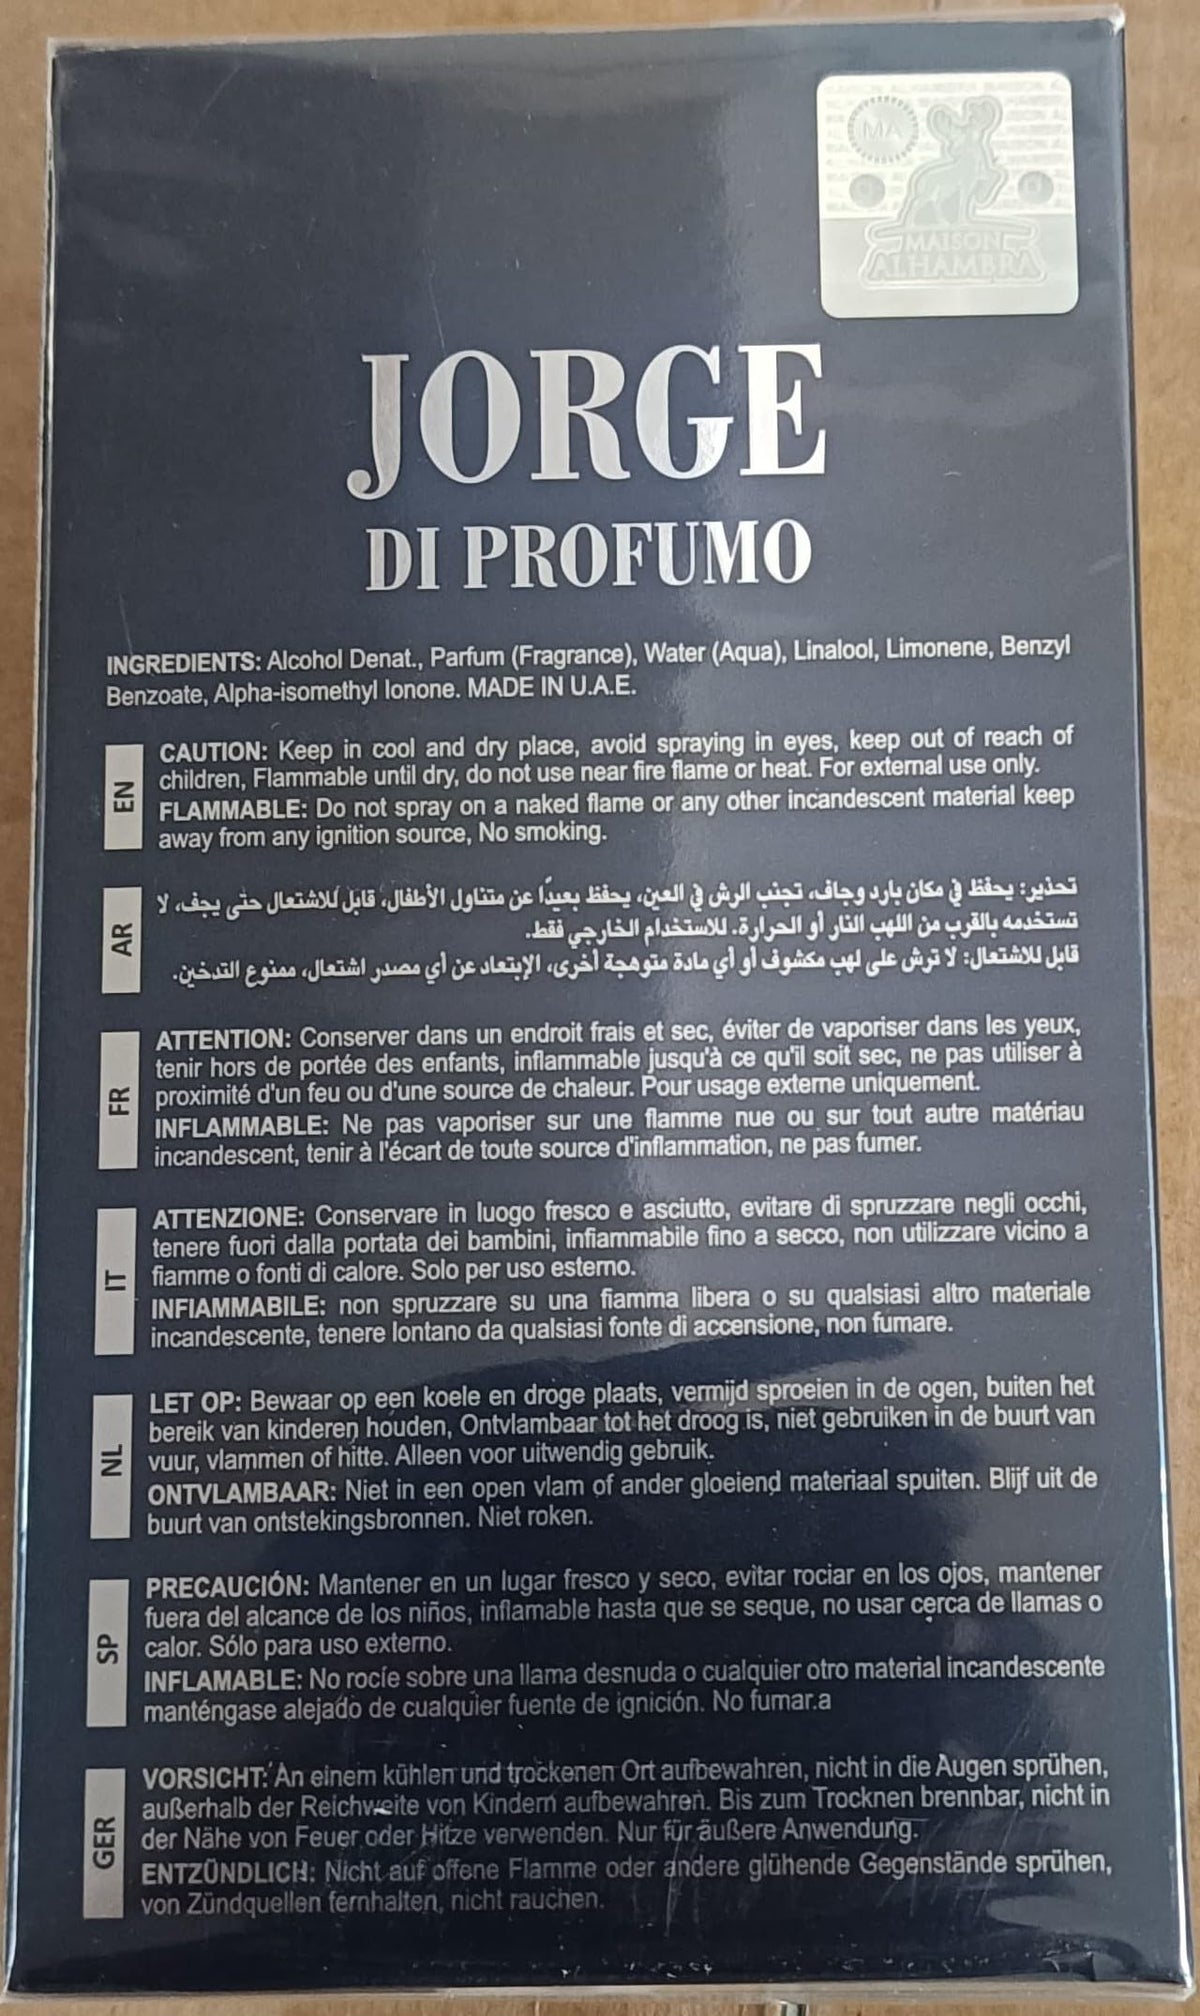 MA
MAISON
ALHAMBRA
JORGE
DI PROFUMO
INGREDIENTS: Alcohol Denat., Parfum (Fragrance), Water (Aqua), Linalool, Limonene, Benzyl
Benzoate, Alpha-isomethyl Ionone. MADE IN U.A.E.
EN
CAUTION: Keep in cool and dry place, avoid spraying in eyes, keep out of reach of
children, Flammable until dry, do not use near fire flame or heat. For external use only.
FLAMMABLE: Do not spray on a naked flame or any other incandescent material keep
away from any ignition source, No smoking.
AR
تحذير: يحفظ في مكان بارد وجاف، تجنب الرش في العين، يحفظ بعيدًا عن متناول الأطفال، قابل للاشتعال حتى يجف، لا
تستخدمه بالقرب من اللهب النار أو الحرارة. للاستخدام الخارجي فقط.
قابل للاشتعال: لا ترش على لهب مكشوف أو أي مادة متوهجة أخرى، الإبتعاد عن أي مصدر اشتعال، ممنوع التدخين.
FR
ATTENTION: Conserver dans un endroit frais et sec, éviter de vaporiser dans les yeux,
tenir hors de portée des enfants, inflammable jusqu'à ce qu'il soit sec, ne pas utiliser à
proximité d'un feu ou d'une source de chaleur. Pour usage externe uniquement.
INFLAMMABLE: Ne pas vaporiser sur une flamme nue ou sur tout autre matériau
incandescent, tenir à l'écart de toute source d'inflammation, ne pas fumer.
IT
ATTENZIONE: Conservare in luogo fresco e asciutto, evitare di spruzzare negli occhi,
tenere fuori dalla portata dei bambini, infiammabile fino a secco, non utilizzare vicino a
fiamme o fonti di calore. Solo per uso esterno.
INFIAMMABILE: non spruzzare su una fiamma libera o su qualsiasi altro materiale
incandescente, tenere lontano da qualsiasi fonte di accensione, non fumare.
NL
LET OP: Bewaar op een koele en droge plaats, vermijd sproeien in de ogen, buiten het
bereik van kinderen houden, Ontvlambaar tot het droog is, niet gebruiken in de buurt van
vuur, vlammen of hitte. Alleen voor uitwendig gebruik.
ONTVLAMBAAR: Niet in een open vlam of ander gloeiend materiaal spuiten. Blijf uit de
buurt van ontstekingsbronnen. Niet roken.
SP
PRECAUCIÓN: Mantener en un lugar fresco y seco, evitar rociar en los ojos, mantener
fuera del alcance de los niños, inflamable hasta que se seque, no usar cerca de llamas o
calor. Sólo para uso externo.
INFLAMABLE: No rocíe sobre una llama desnuda o cualquier otro material incandescente
manténgase alejado de cualquier fuente de ignición. No fumar.a
GER
VORSICHT: An einem kühlen und trockenen Ort aufbewahren, nicht in die Augen sprühen,
außerhalb der Reichweite von Kindern aufbewahren. Bis zum Trocknen brennbar, nicht in
der Nähe von Feuer oder Hitze verwenden. Nur für äußere Anwendung.
ENTZÜNDLICH: Nicht auf offene Flamme oder andere glühende Gegenstände sprühen,
von Zündquellen fernhalten, nicht rauchen.